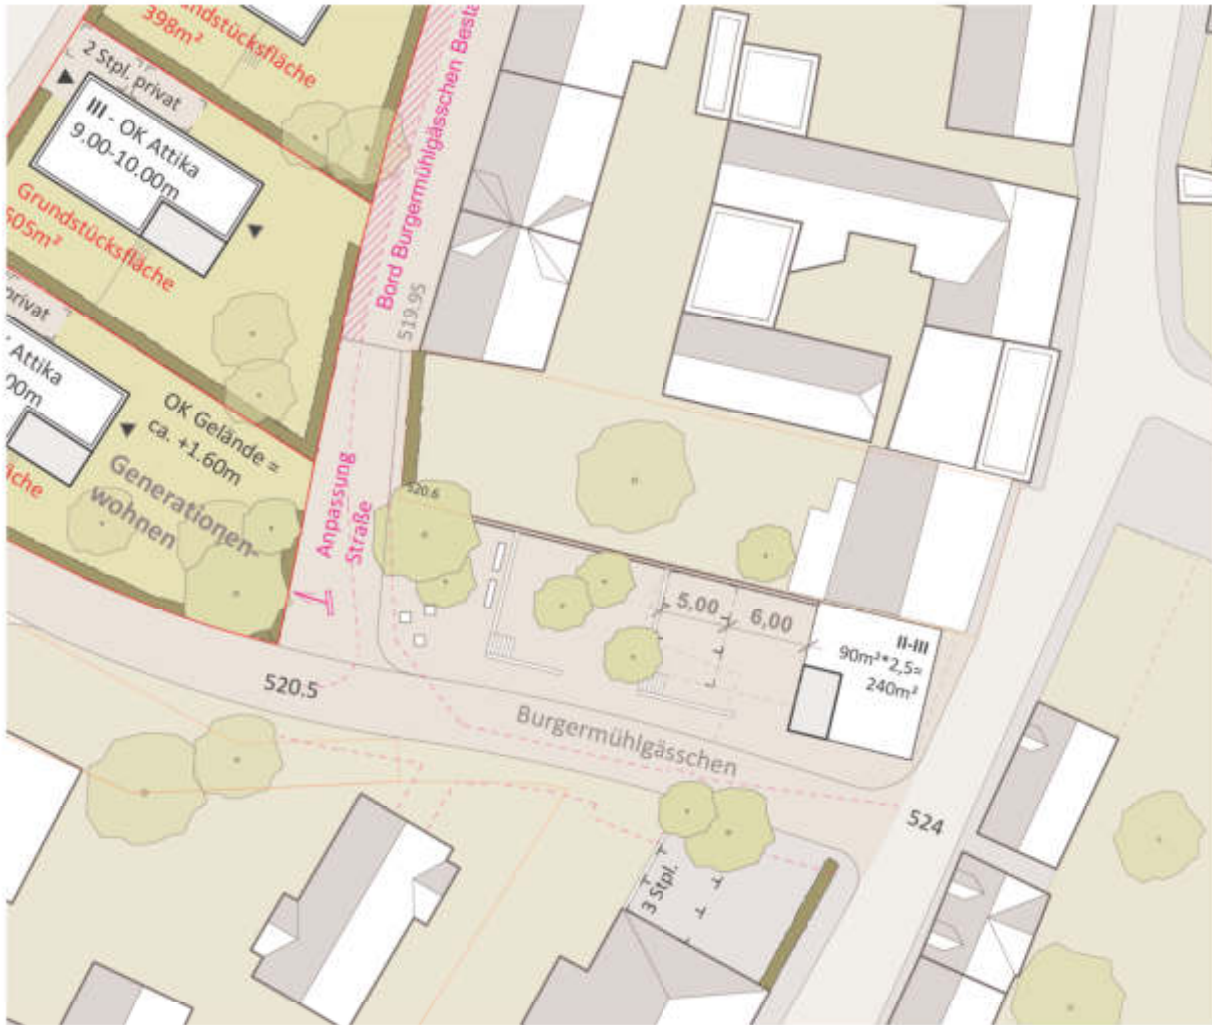 Grundstücksfläche
398m²
2 Stpl. privat
III - OK Attika
9.00-10.00m
Grundstücksfläche
505m²
privat
Attika
00m
OK Gelände =
ca. +1.60m
Generationen-
wohnen
Bord Burgermühlgässchen Besta
519.95
Anpassung
Straße
520.6
5,00
6,00
II-III
90m²*2,5=
240m²
520.5
Burgermühlgässchen
524
3 Stpl.